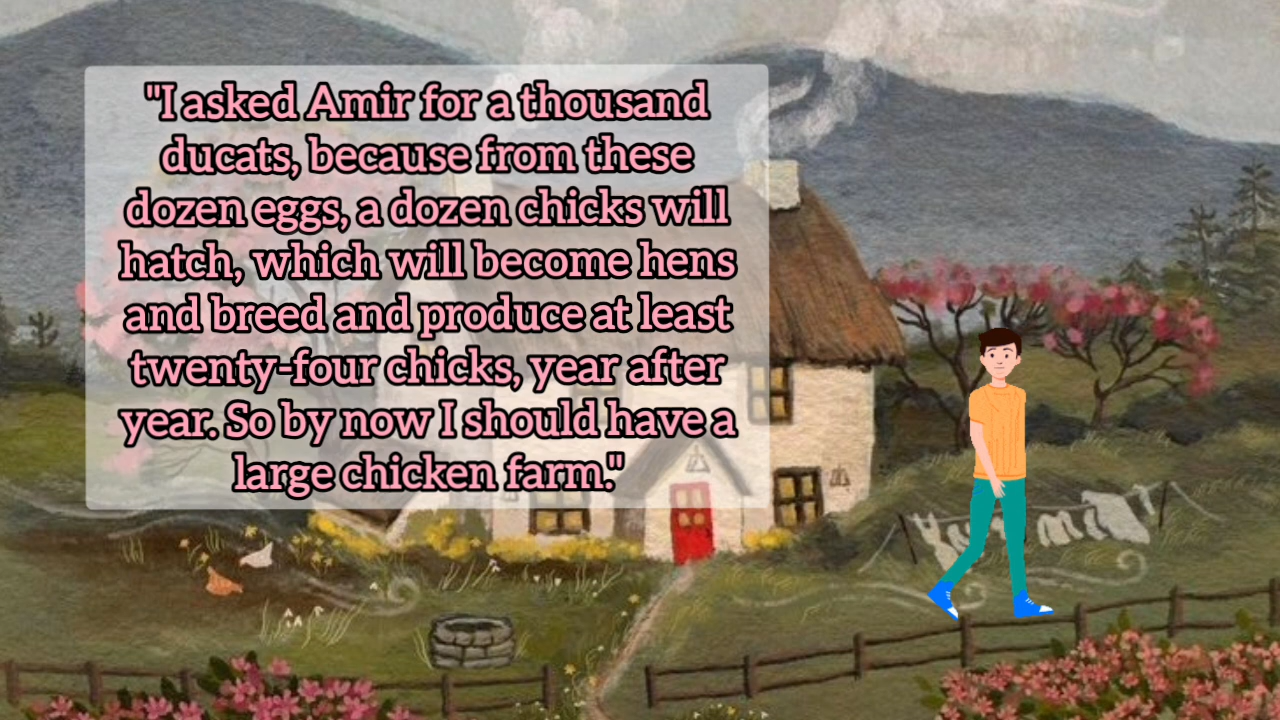 "I asked Amir for a thousand
ducats, because from these
dozen eggs, a dozen chicks will
hatch, which will become hens
and breed and produce at least
twenty-four chicks, year after
year. So by now I should have a
large chicken farm."